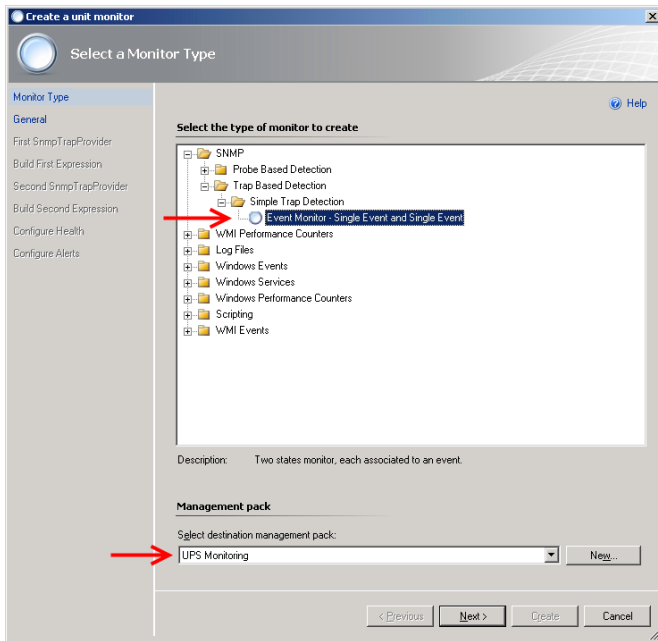 Create a unit monitor
Select a Monitor Type
Monitor Type
General
First SnmpTrapProvider
Build First Expression
Second SnmpTrapProvider
Build Second Expression
Configure Health
Configure Alerts
Help
Select the type of monitor to create
SNMP
Probe Based Detection
Trap Based Detection
Simple Trap Detection
Event Monitor - Single Event and Single Event
WMI Performance Counters
Log Files
Windows Events
Windows Services
Windows Performance Counters
Scripting
WMI Events
Description: Two states monitor, each associated to an event.
Management pack
Select destination management pack:
UPS Monitoring
New...
< Previous Next > Create Cancel